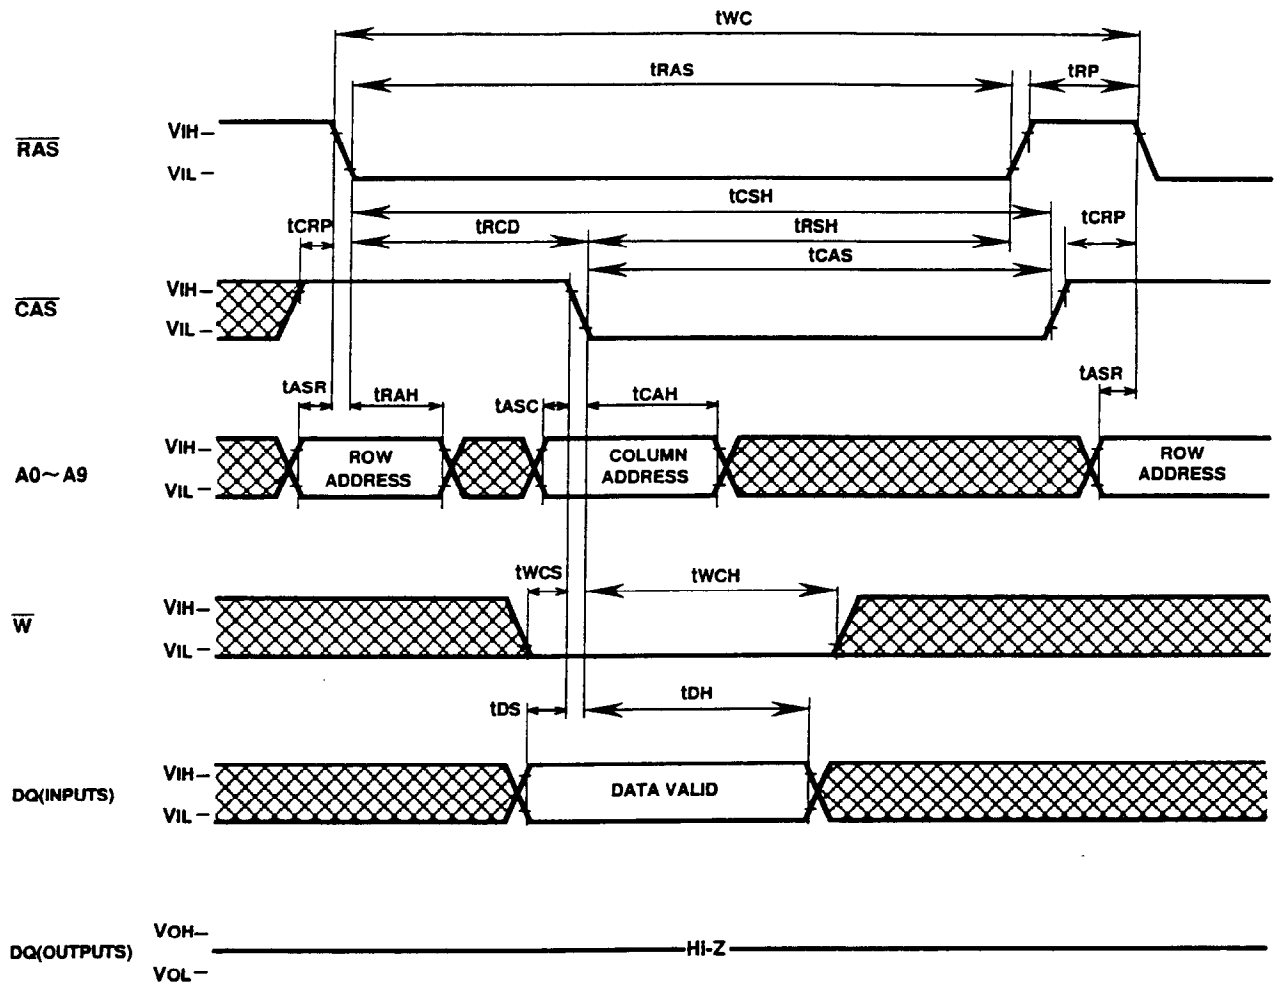 tWC
tRAS
tRP
RAS
VIH
VIL
tCSH
tCRP
tRCD
tRSH
tCRP
tCAS
CAS
VIH
VIL
tASR
tRAH
tASC
tCAH
tASR
A0~A9
VIH
VIL
ROW
ADDRESS
COLUMN
ADDRESS
ROW
ADDRESS
tWCS
tWCH
W
VIH
VIL
tDS
tDH
DQ(INPUTS)
VIH
VIL
DATA VALID
DQ(OUTPUTS)
VOH
VOL
Hi-Z